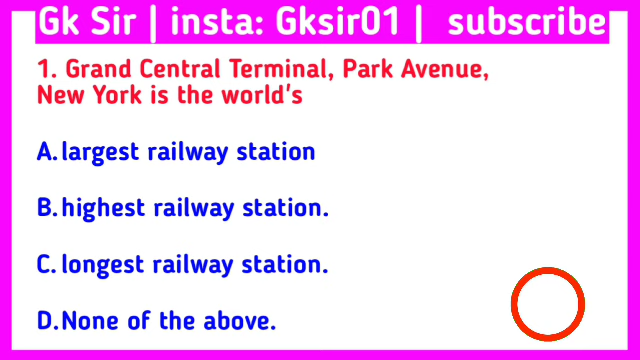 Gk Sir | insta: Gksir01 | subscribe
1. Grand Central Terminal, Park Avenue,
New York is the world's
A.largest railway station
B.highest railway station.
C.longest railway station.
D.None of the above.